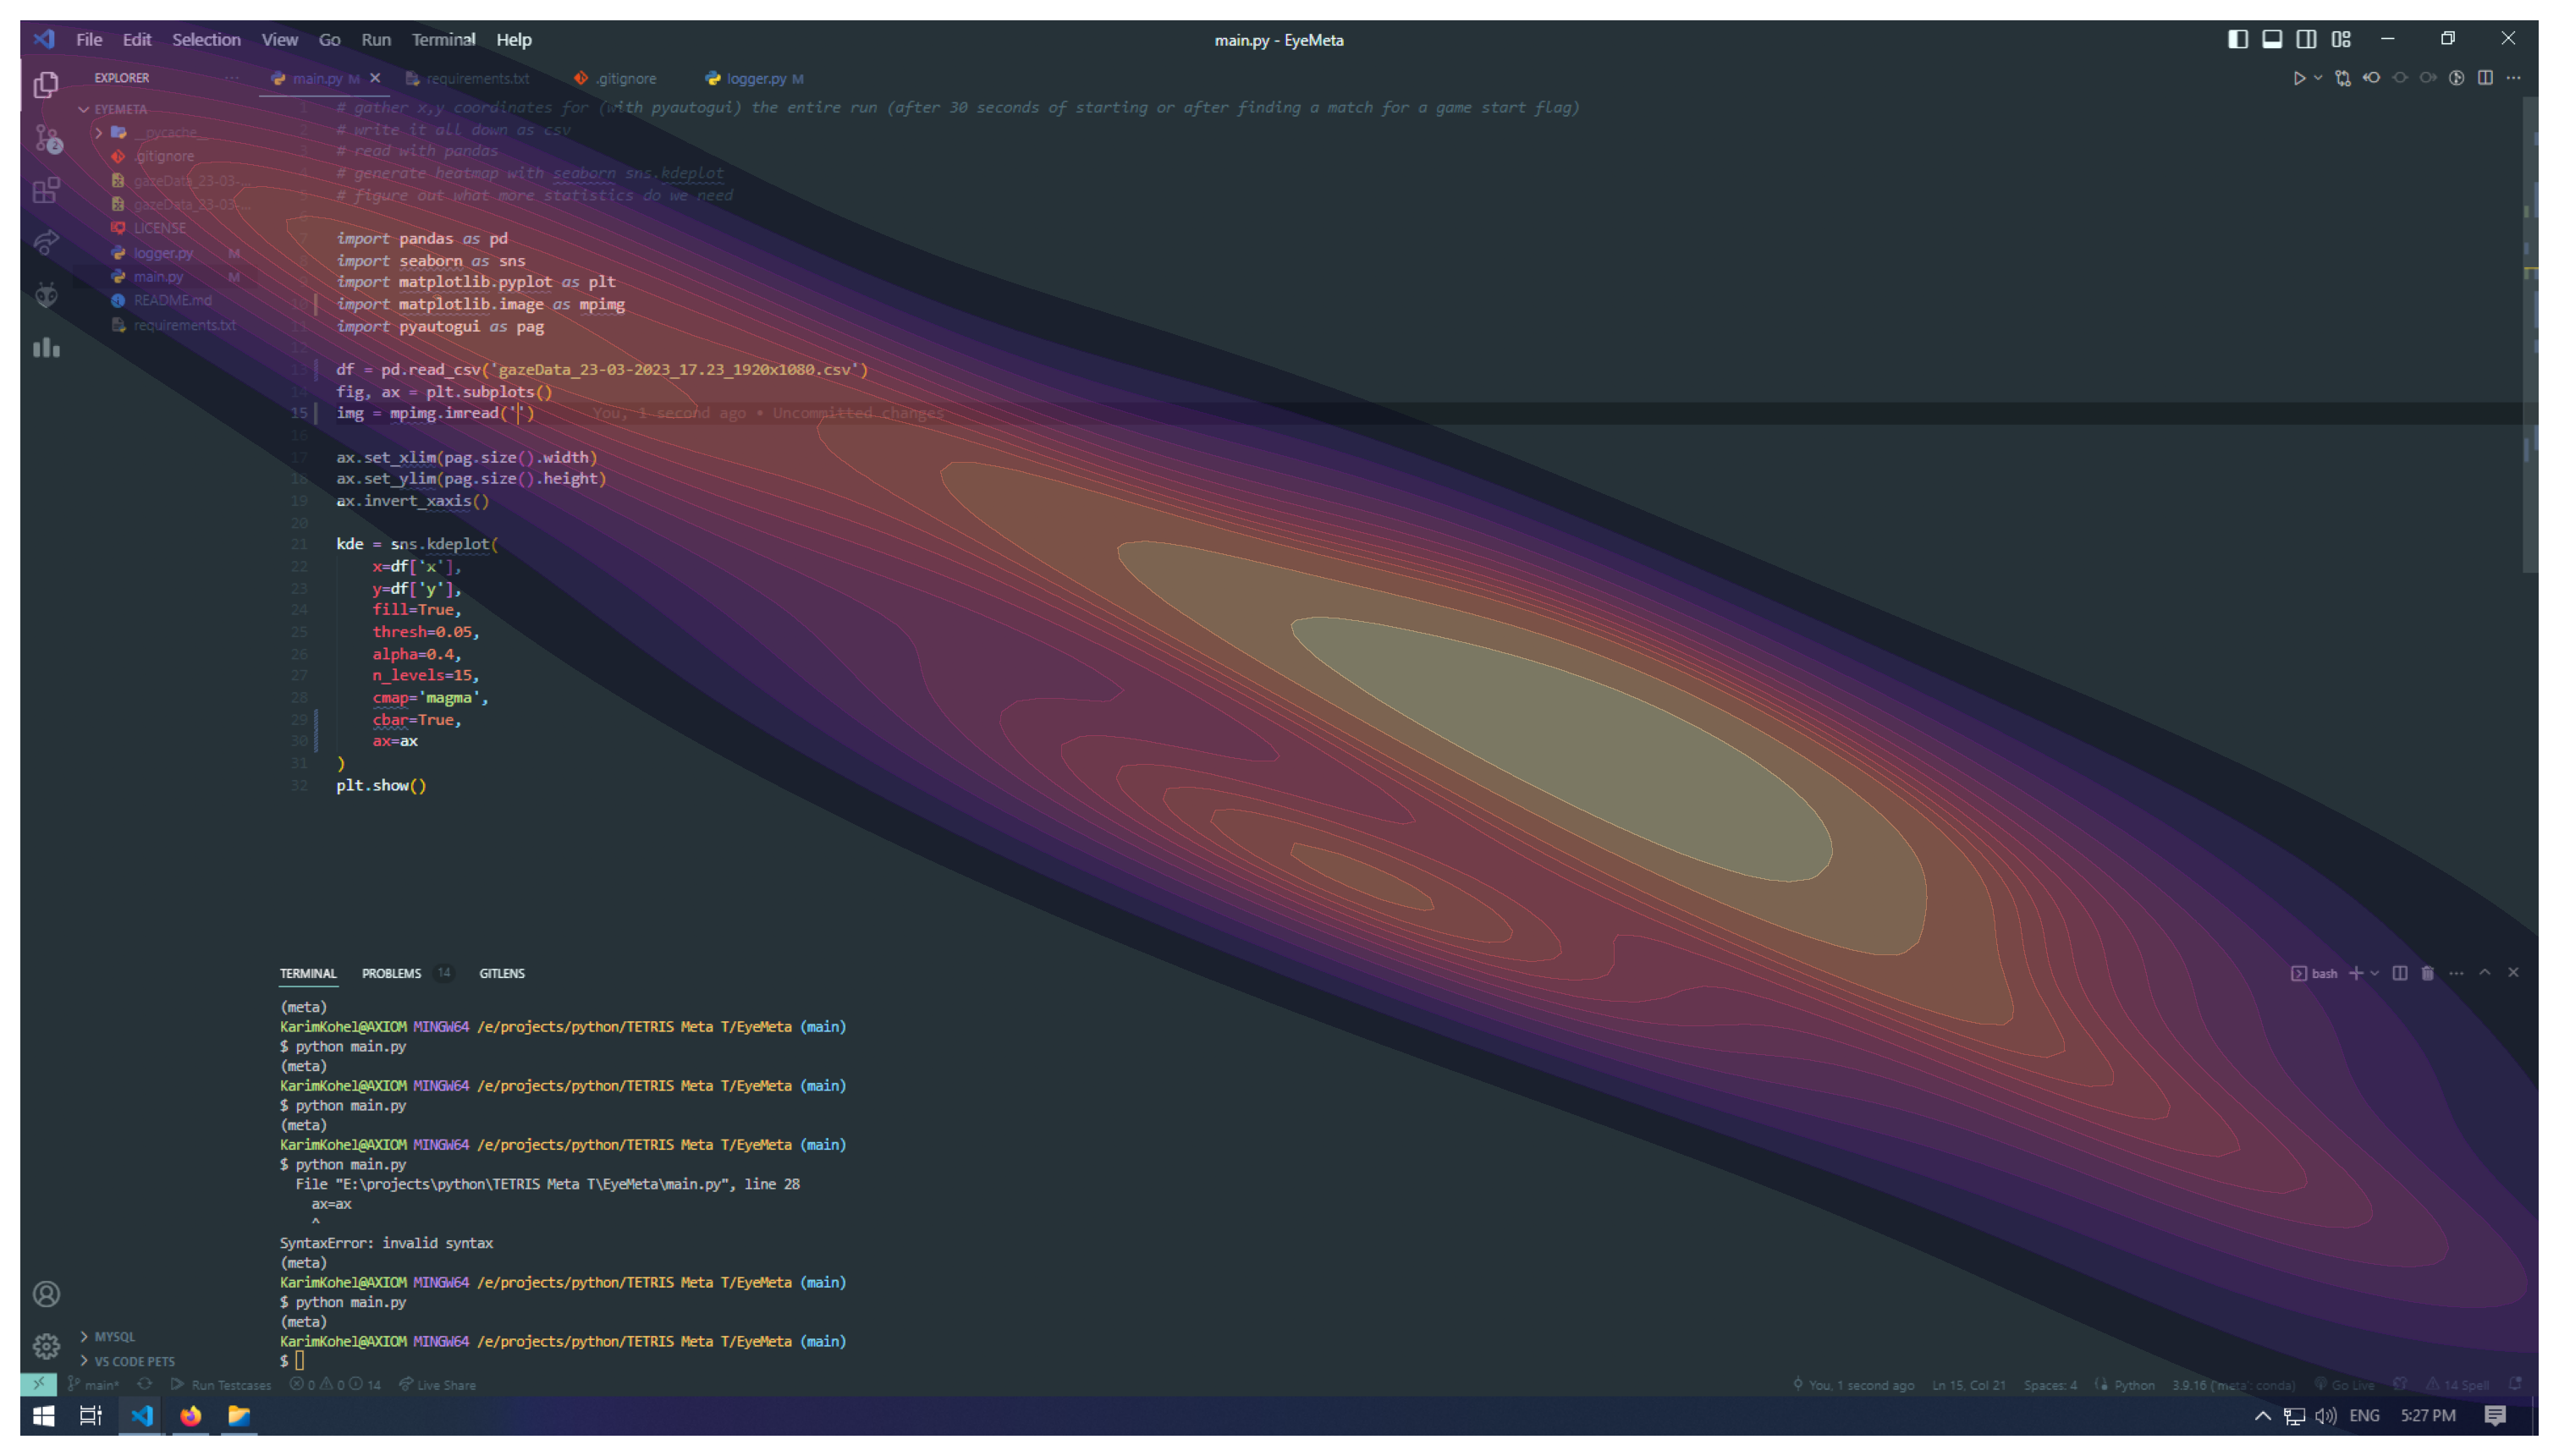 File Edit Selection View Go Run Terminal Help
main.py - EyeMeta
EXPLORER
main.py M
requirements.txt
.gitignore
logger.py M
EYEMETA
__pycache__
.gitignore
gazeData_23-03-...
gazeData_23-03-...
LICENSE
logger.py M
main.py M
README.md
requirements.txt
2
1 # gather x,y coordinates for (with pyautogui) the entire run (after 30 seconds of starting or after finding a match for a game start flag)
2 # write it all down as csv
3 # read with pandas
4 # generate heatmap with seaborn sns.kdeplot
5 # figure out what more statistics do we need
6
7 import pandas as pd
8 import seaborn as sns
9 import matplotlib.pyplot as plt
10 import matplotlib.image as mpimg
11 import pyautogui as pag
12
13 df = pd.read_csv('gazeData_23-03-2023_17.23_1920x1080.csv')
14 fig, ax = plt.subplots()
15 img = mpimg.imread('') You, 1 second ago • Uncommitted changes
16
17 ax.set_xlim(pag.size().width)
18 ax.set_ylim(pag.size().height)
19 ax.invert_xaxis()
20
21 kde = sns.kdeplot(
22 x=df['x'],
23 y=df['y'],
24 fill=True,
25 thresh=0.05,
26 alpha=0.4,
27 n_levels=15,
28 cmap='magma',
29 cbar=True,
30 ax=ax
31 )
32 plt.show()
TERMINAL PROBLEMS 14 GITLENS
bash
(meta)
KarimKohel@AXIOM MINGW64 /e/projects/python/TETRIS Meta T/EyeMeta (main)
$ python main.py
(meta)
KarimKohel@AXIOM MINGW64 /e/projects/python/TETRIS Meta T/EyeMeta (main)
$ python main.py
(meta)
KarimKohel@AXIOM MINGW64 /e/projects/python/TETRIS Meta T/EyeMeta (main)
$ python main.py
File "E:\projects\python\TETRIS Meta T\EyeMeta\main.py", line 28
ax=ax
^
SyntaxError: invalid syntax
(meta)
KarimKohel@AXIOM MINGW64 /e/projects/python/TETRIS Meta T/EyeMeta (main)
$ python main.py
(meta)
KarimKohel@AXIOM MINGW64 /e/projects/python/TETRIS Meta T/EyeMeta (main)
$
MYSQL
VS CODE PETS
main* Run Testcases 0 0 14 Live Share
You, 1 second ago Ln 15, Col 21 Spaces: 4 Python 3.9.16 ('meta': conda) Go Live 14 Spell
ENG 5:27 PM